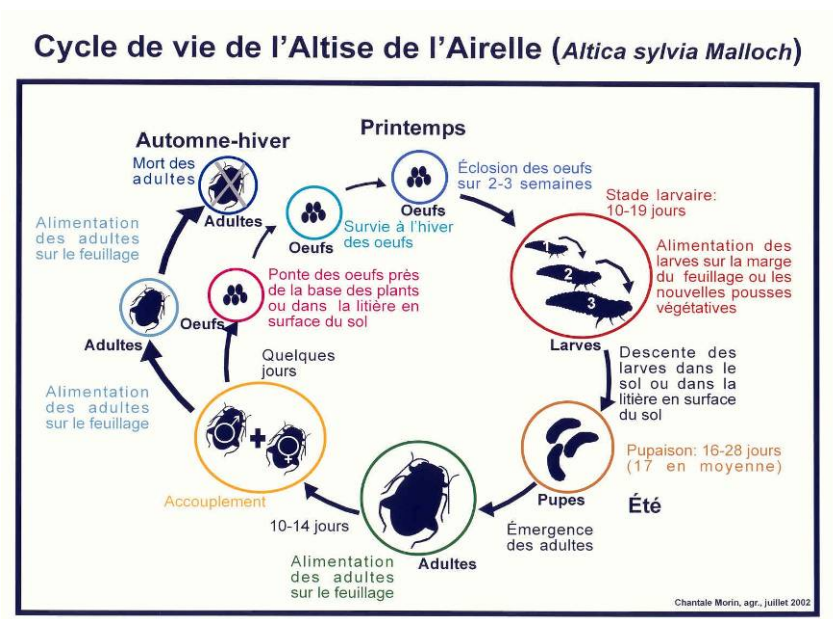 Cycle de vie de l'Altise de l'Airelle (Altica sylvia Malloch)
Automne-hiver
Mort des
adultes
Adultes
Printemps
Oeufs
Éclosion des oeufs
sur 2-3 semaines
Oeufs
Survie à l'hiver
des oeufs
Stade larvaire:
10-19 jours
Alimentation des
larves sur la marge
du feuillage ou les
nouvelles pousses
végétatives
1
2
3
Larves
Alimentation
des adultes
sur le feuillage
Adultes
Oeufs
Ponte des oeufs près
de la base des plants
ou dans la litière en
surface du sol
Quelques
jours
Alimentation
des adultes
sur le feuillage
Accouplement
Descente des
larves dans le
sol ou dans la
litière en surface
du sol
Pupaison: 16-28 jours
(17 en moyenne)
Pupes
Été
Émergence
des adultes
Adultes
10-14 jours
Alimentation
des adultes
sur le feuillage
Chantale Morin, agr., juillet 2002